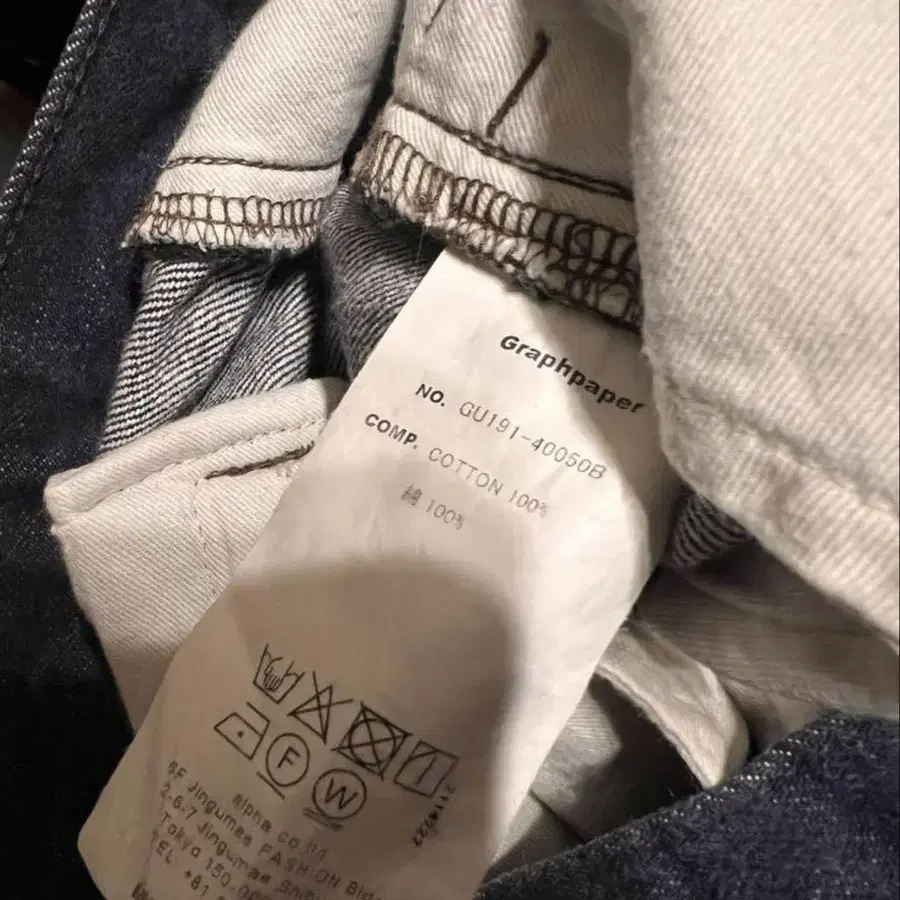 Graphpaper
NO. GU191-40050B
COMP. COTTON 100%
綿 100%
F
W
alpha co.ltd
8F Jingumae FASHION Bldg
2-6-7 Jingumae Shibu
Tokyo 150-00
TEL +81